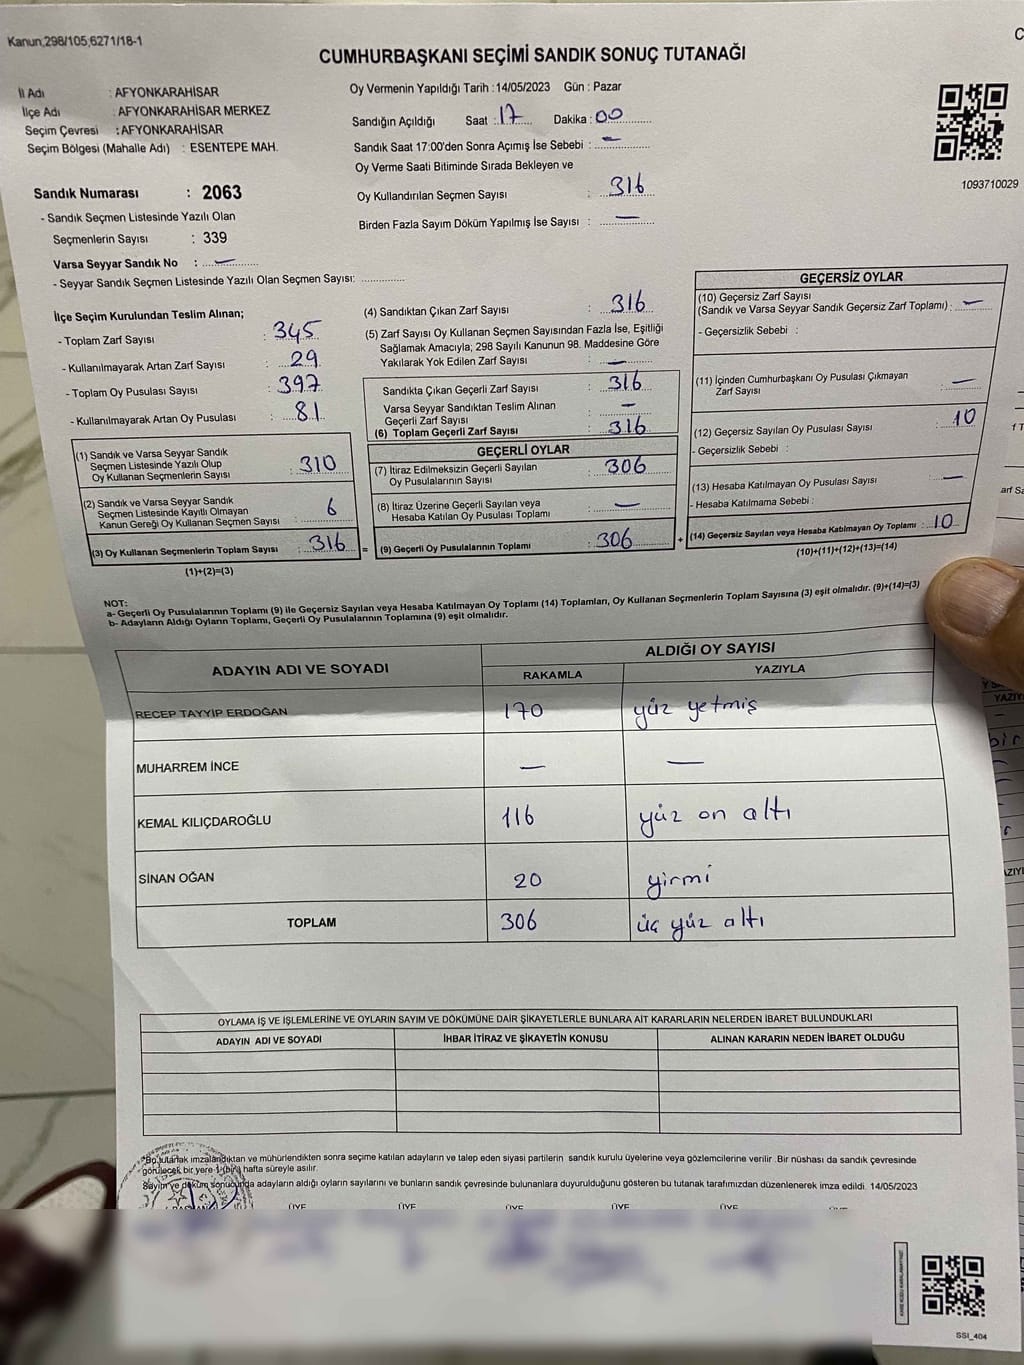 Kanun;298/105;6271/18-1
CUMHURBAŞKANI SEÇİMİ SANDIK SONUÇ TUTANAĞI
İl Adı : AFYONKARAHİSAR
İlçe Adı : AFYONKARAHİSAR MERKEZ
Seçim Çevresi : AFYONKARAHİSAR
Seçim Bölgesi (Mahalle Adı) : ESENTEPE MAH.
Sandık Numarası : 2063
- Sandık Seçmen Listesinde Yazılı Olan
Seçmenlerin Sayısı : 339
Varsa Seyyar Sandık No : —
- Seyyar Sandık Seçmen Listesinde Yazılı Olan Seçmen Sayısı:
Oy Vermenin Yapıldığı Tarih : 14/05/2023 Gün : Pazar
Sandığın Açıldığı Saat : 17 Dakika : 00
Sandık Saat 17:00'den Sonra Açımış İse Sebebi : —
Oy Verme Saati Bitiminde Sırada Bekleyen ve
Oy Kullandırılan Seçmen Sayısı : 316
Birden Fazla Sayım Döküm Yapılmış İse Sayısı : —
1093710029
İlçe Seçim Kurulundan Teslim Alınan;
- Toplam Zarf Sayısı : 345
- Kullanılmayarak Artan Zarf Sayısı : 29
- Toplam Oy Pusulası Sayısı : 397
- Kullanılmayarak Artan Oy Pusulası : 81
(1) Sandık ve Varsa Seyyar Sandık
Seçmen Listesinde Yazılı Olup
Oy Kullanan Seçmenlerin Sayısı : 310
(2) Sandık ve Varsa Seyyar Sandık
Seçmen Listesinde Kayıtlı Olmayan
Kanun Gereği Oy Kullanan Seçmen Sayısı : 6
(3) Oy Kullanan Seçmenlerin Toplam Sayısı : 316 =
(1)+(2)=(3)
(4) Sandıktan Çıkan Zarf Sayısı : 316
(5) Zarf Sayısı Oy Kullanan Seçmen Sayısından Fazla İse, Eşitliği
Sağlamak Amacıyla; 298 Sayılı Kanunun 98. Maddesine Göre
Yakılarak Yok Edilen Zarf Sayısı : —
Sandıkta Çıkan Geçerli Zarf Sayısı : 316
Varsa Seyyar Sandıktan Teslim Alınan
Geçerli Zarf Sayısı : —
(6) Toplam Geçerli Zarf Sayısı : 316
GEÇERLİ OYLAR
(7) İtiraz Edilmeksizin Geçerli Sayılan
Oy Pusulalarının Sayısı : 306
(8) İtiraz Üzerine Geçerli Sayılan veya
Hesaba Katılan Oy Pusulası Toplamı : —
(9) Geçerli Oy Pusulalarının Toplamı : 306 +
GEÇERSİZ OYLAR
(10) Geçersiz Zarf Sayısı
(Sandık ve Varsa Seyyar Sandık Geçersiz Zarf Toplamı) : —
- Geçersizlik Sebebi :
(11) İçinden Cumhurbaşkanı Oy Pusulası Çıkmayan
Zarf Sayısı : —
(12) Geçersiz Sayılan Oy Pusulası Sayısı : 10
- Geçersizlik Sebebi :
(13) Hesaba Katılmayan Oy Pusulası Sayısı : —
- Hesaba Katılmama Sebebi :
(14) Geçersiz Sayılan veya Hesaba Katılmayan Oy Toplamı : 10
(10)+(11)+(12)+(13)=(14)
NOT:
a- Geçerli Oy Pusulalarının Toplamı (9) ile Geçersiz Sayılan veya Hesaba Katılmayan Oy Toplamı (14) Toplamları, Oy Kullanan Seçmenlerin Toplam Sayısına (3) eşit olmalıdır. (9)+(14)=(3)
b- Adayların Aldığı Oyların Toplamı, Geçerli Oy Pusulalarının Toplamına (9) eşit olmalıdır.
ADAYIN ADI VE SOYADI
ALDIĞI OY SAYISI
RAKAMLA YAZIYLA
RECEP TAYYİP ERDOĞAN 170 yüz yetmiş
MUHARREM İNCE — —
KEMAL KILIÇDAROĞLU 116 yüz on altı
SİNAN OĞAN 20 yirmi
TOPLAM 306 üç yüz altı
OYLAMA İŞ VE İŞLEMLERİNE VE OYLARIN SAYIM VE DÖKÜMÜNE DAİR ŞİKAYETLERLE BUNLARA AİT KARARLARIN NELERDEN İBARET BULUNDUKLARI
ADAYIN ADI VE SOYADI İHBAR İTİRAZ VE ŞİKAYETİN KONUSU ALINAN KARARIN NEDEN İBARET OLDUĞU
*Bo tutanak imzalandıktan ve mühürlendikten sonra seçime katılan adayların ve talep eden siyasi partilerin sandık kurulu üyelerine veya gözlemcilerine verilir .Bir nüshası da sandık çevresinde
görülecek bir yere 1 (bir) hafta süreyle asılır.
Sayım ve döküm sonucunda adayların aldığı oyların sayılarını ve bunların sandık çevresinde bulunanlara duyurulduğunu gösteren bu tutanak tarafımızdan düzenlenerek imza edildi. 14/05/2023
ÜYE ÜYE ÜYE ÜYE ÜYE
SSI_404